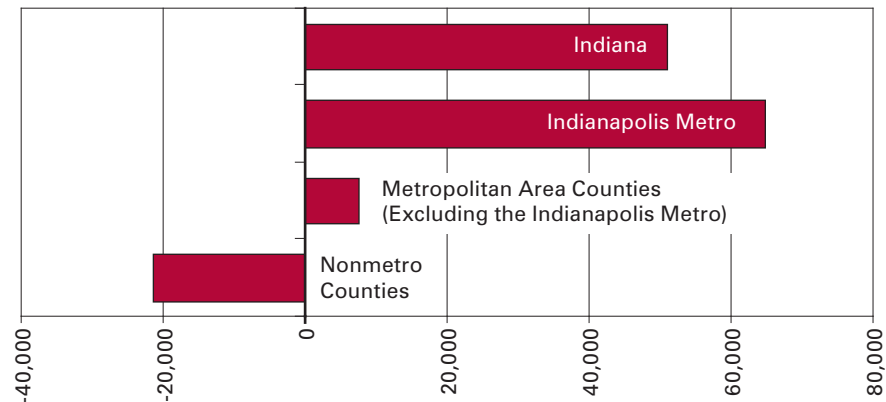 Indiana
Indianapolis Metro
Metropolitan Area Counties
(Excluding the Indianapolis Metro)
Nonmetro
Counties
-40,000
-20,000
0
20,000
40,000
60,000
80,000